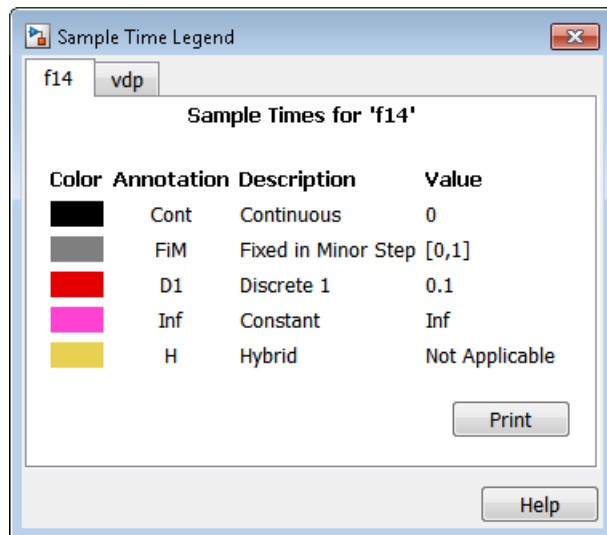 Sample Time Legend
f14 vdp
Sample Times for 'f14'
Color Annotation Description Value
Cont Continuous 0
FiM Fixed in Minor Step [0,1]
D1 Discrete 1 0.1
Inf Constant Inf
H Hybrid Not Applicable
Print
Help